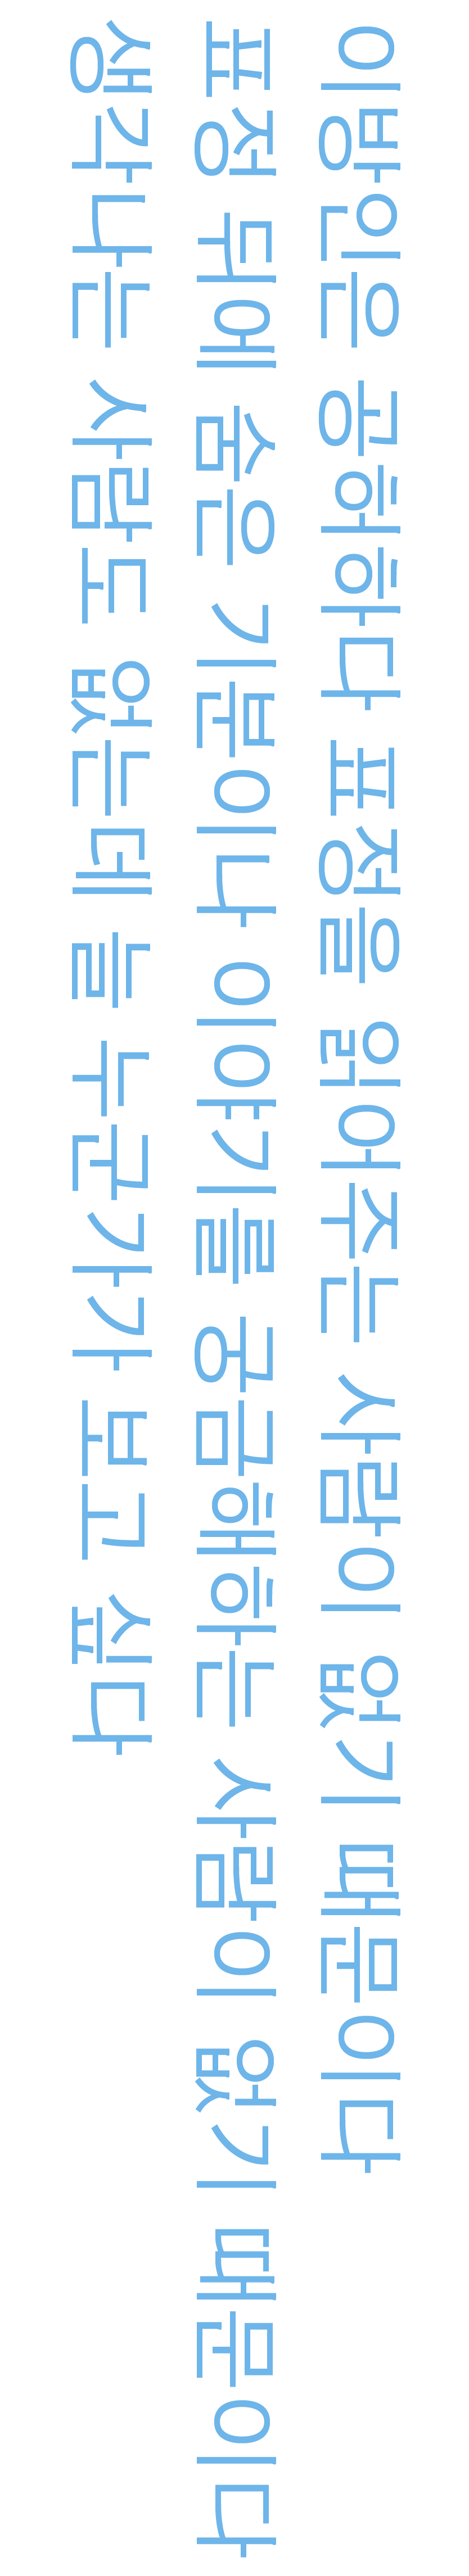 이방인은 공허하다 표정을 읽어주는 사람이 없기 때문이다
표정 뒤에 숨은 기분이나 이야기를 궁금해하는 사람이 없기 때문이다
생각나는 사람도 없는데 늘 누군가가 보고 싶다